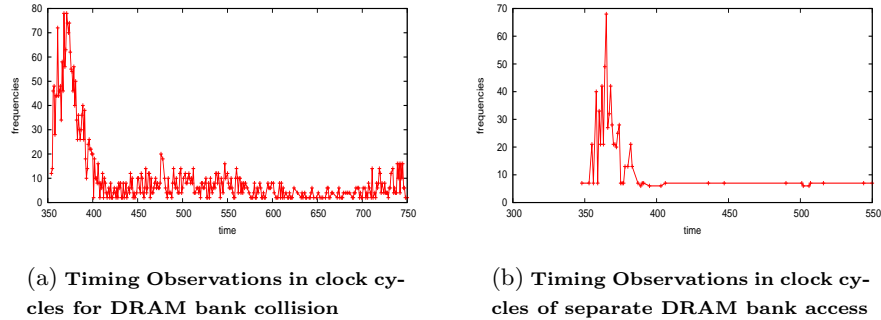 80
70
60
50
40
30
20
10
0
frequencies
350 400 450 500 550 600 650 700 750
time
(a) Timing Observations in clock cy-
cles for DRAM bank collision
70
60
50
40
30
20
10
0
frequencies
300 350 400 450 500 550
time
(b) Timing Observations in clock cy-
cles of separate DRAM bank access